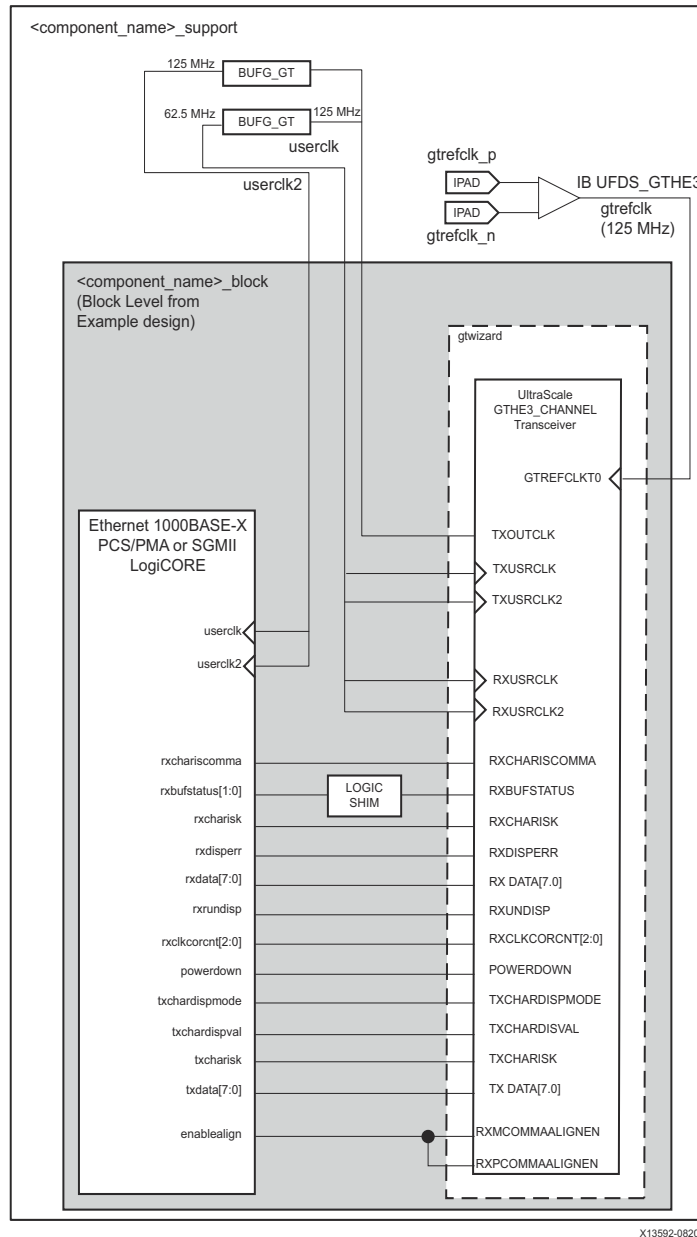 <component_name>_support
125 MHz
BUFG_GT
62.5 MHz
BUFG_GT
125 MHz
userclk
userclk2
gtrefclk_p
IPAD
IPAD
gtrefclk_n
IB UFDS_GTHE3
gtrefclk
(125 MHz)
<component_name>_block
(Block Level from
Example design)
gtwizard
UltraScale
GTHE3_CHANNEL
Transceiver
GTREFCLKT0
Ethernet 1000BASE-X
PCS/PMA or SGMII
LogiCORE
TXOUTCLK
TXUSRCLK
TXUSRCLK2
userclk
userclk2
RXUSRCLK
RXUSRCLK2
rxchariscomma
RXCHARISCOMMA
rxbufstatus[1:0]
LOGIC
SHIM
RXBUFSTATUS
rxcharisk
RXCHARISK
rxdisperr
RXDISPERR
rxdata[7:0]
RX DATA[7.0]
rxrundisp
RXUNDISP
rxclkcorcnt[2:0]
RXCLKCORCNT[2:0]
powerdown
POWERDOWN
txchardispmode
TXCHARDISPMODE
txchardispval
TXCHARDISVAL
txcharisk
TXCHARISK
txdata[7:0]
TX DATA[7.0]
enablealign
RXMCOMMAALIGNEN
RXPCOMMAALIGNEN
X13592-0820